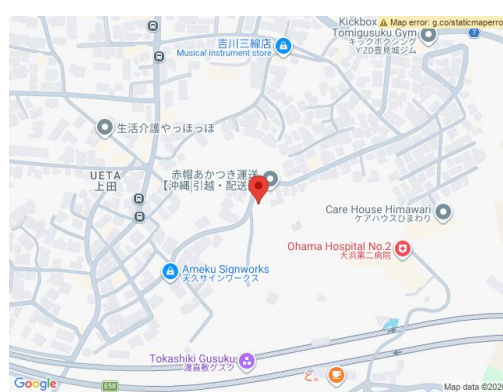 Kickbox
Map error: g.co/staticmaperro
Tomigusuku Gym
キックボクシング
Y'ZD豊見城ジム
7
吉川三線店
Musical instrument store
生活介護やっほっほ
UETA
上田
赤帽あかつき運送
【沖縄|引越・配送
Care House Himawari
ケアハウスひまわり
Ohama Hospital No.2
大浜第二病院
Ameku Signworks
天久サインワークス
Tokashiki Gusuku
渡嘉敷グスク
ど。
E58
Google
Map data ©202